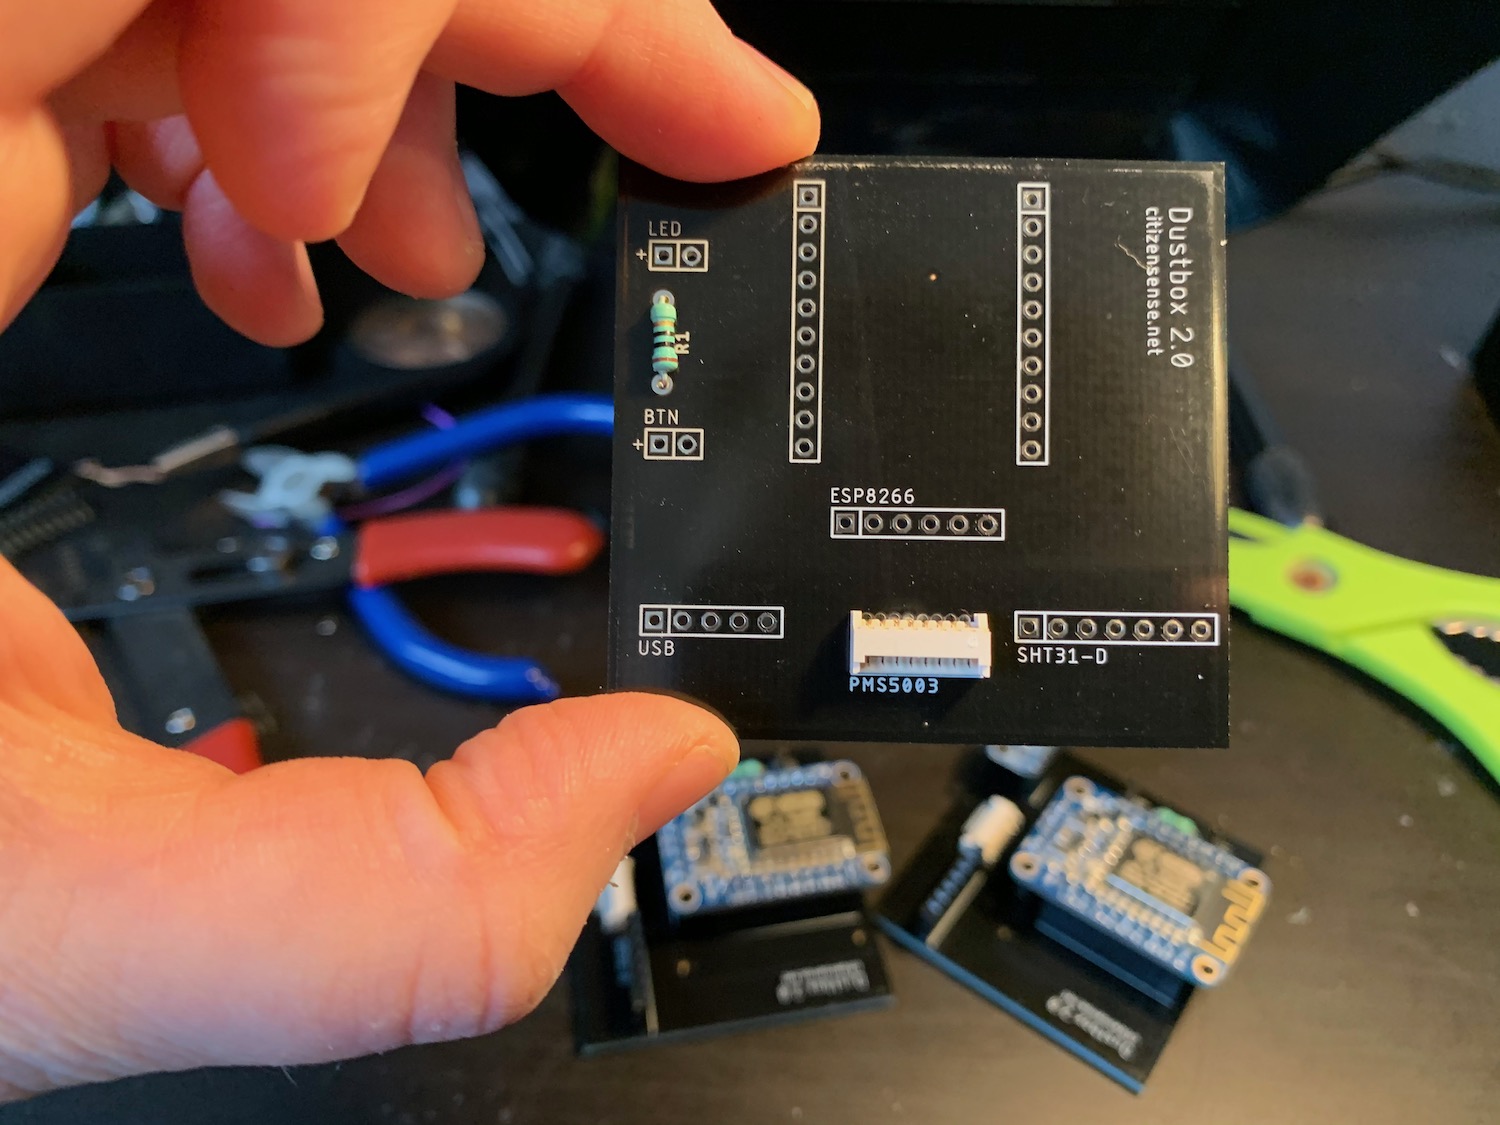 LED
+
R1
BTN
+
Dustbox 2.0
citizensense.net
ESP8266
USB
PMS5003
SHT31-D